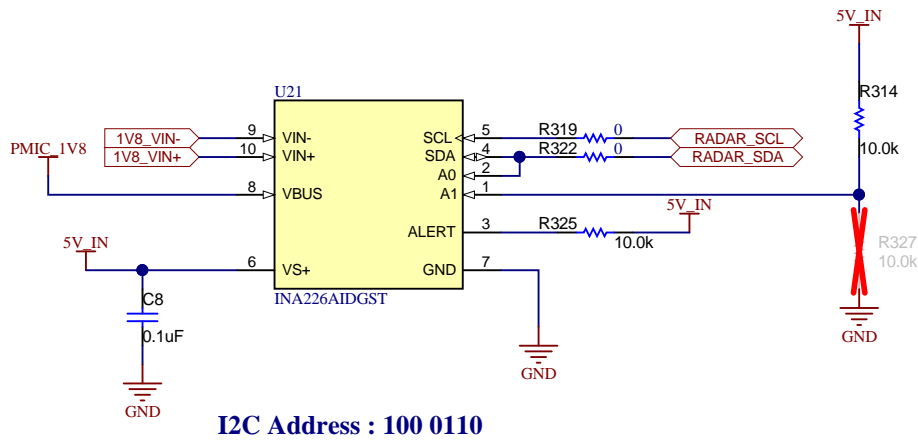 5V_IN
U21
R314
10.0k
1V8_VIN-
1V8_VIN+
9
10
VIN-
VIN+
SCL
SDA
A0
A1
5
4
2
1
R319
0
R322
0
RADAR_SCL
RADAR_SDA
PMIC_1V8
8
VBUS
5V_IN
ALERT
3
R325
10.0k
R327
10.0k
5V_IN
6
VS+
GND
7
INA226AIDGST
C8
0.1uF
GND
GND
GND
I2C Address : 100 0110